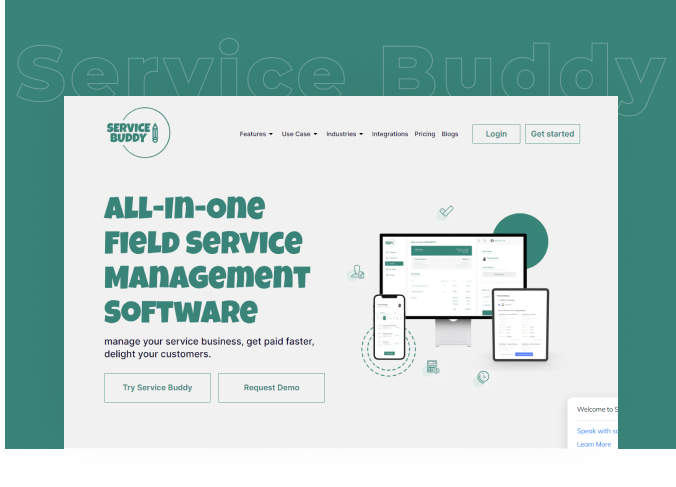 Service Buddy
SERVICE
BUDDY
Features Use Case Industries Integrations Pricing Blogs Login Get started
ALL-In-One
Field Service
Management
Software
manage your service business, get paid faster,
delight your customers.
Try Service Buddy Request Demo
Welcome to S
Speak with so
Learn More